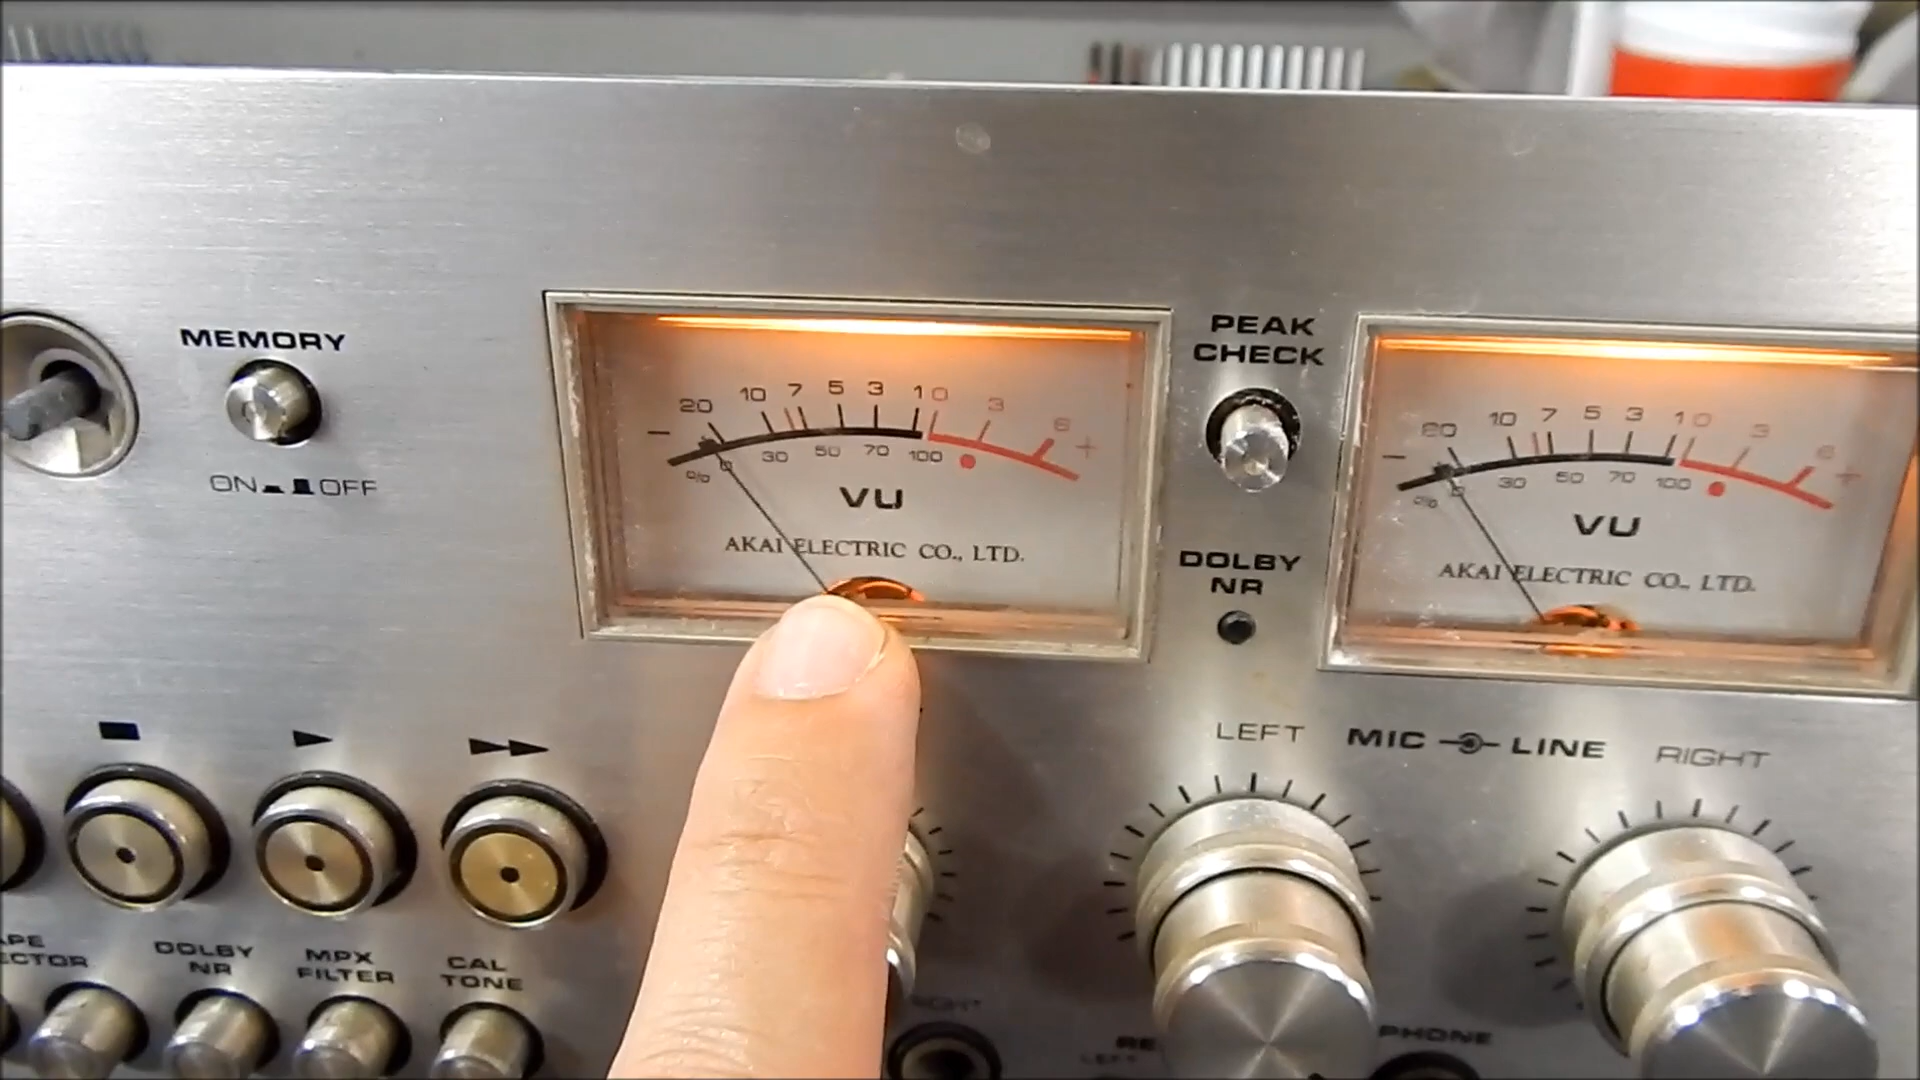 MEMORY
ON OFF
20 10 7 5 3 1 0 3 6
- +
% 0 30 50 70 100
VU
AKAI ELECTRIC CO., LTD.
PEAK
CHECK
DOLBY
NR
20 10 7 5 3 1 0 3 6
- +
% 0 30 50 70 100
VU
AKAI ELECTRIC CO., LTD.
LEFT MIC LINE RIGHT
DOLBY
NR
MPX
FILTER
CAL
TONE
RIGHT
LEFT
PHONE